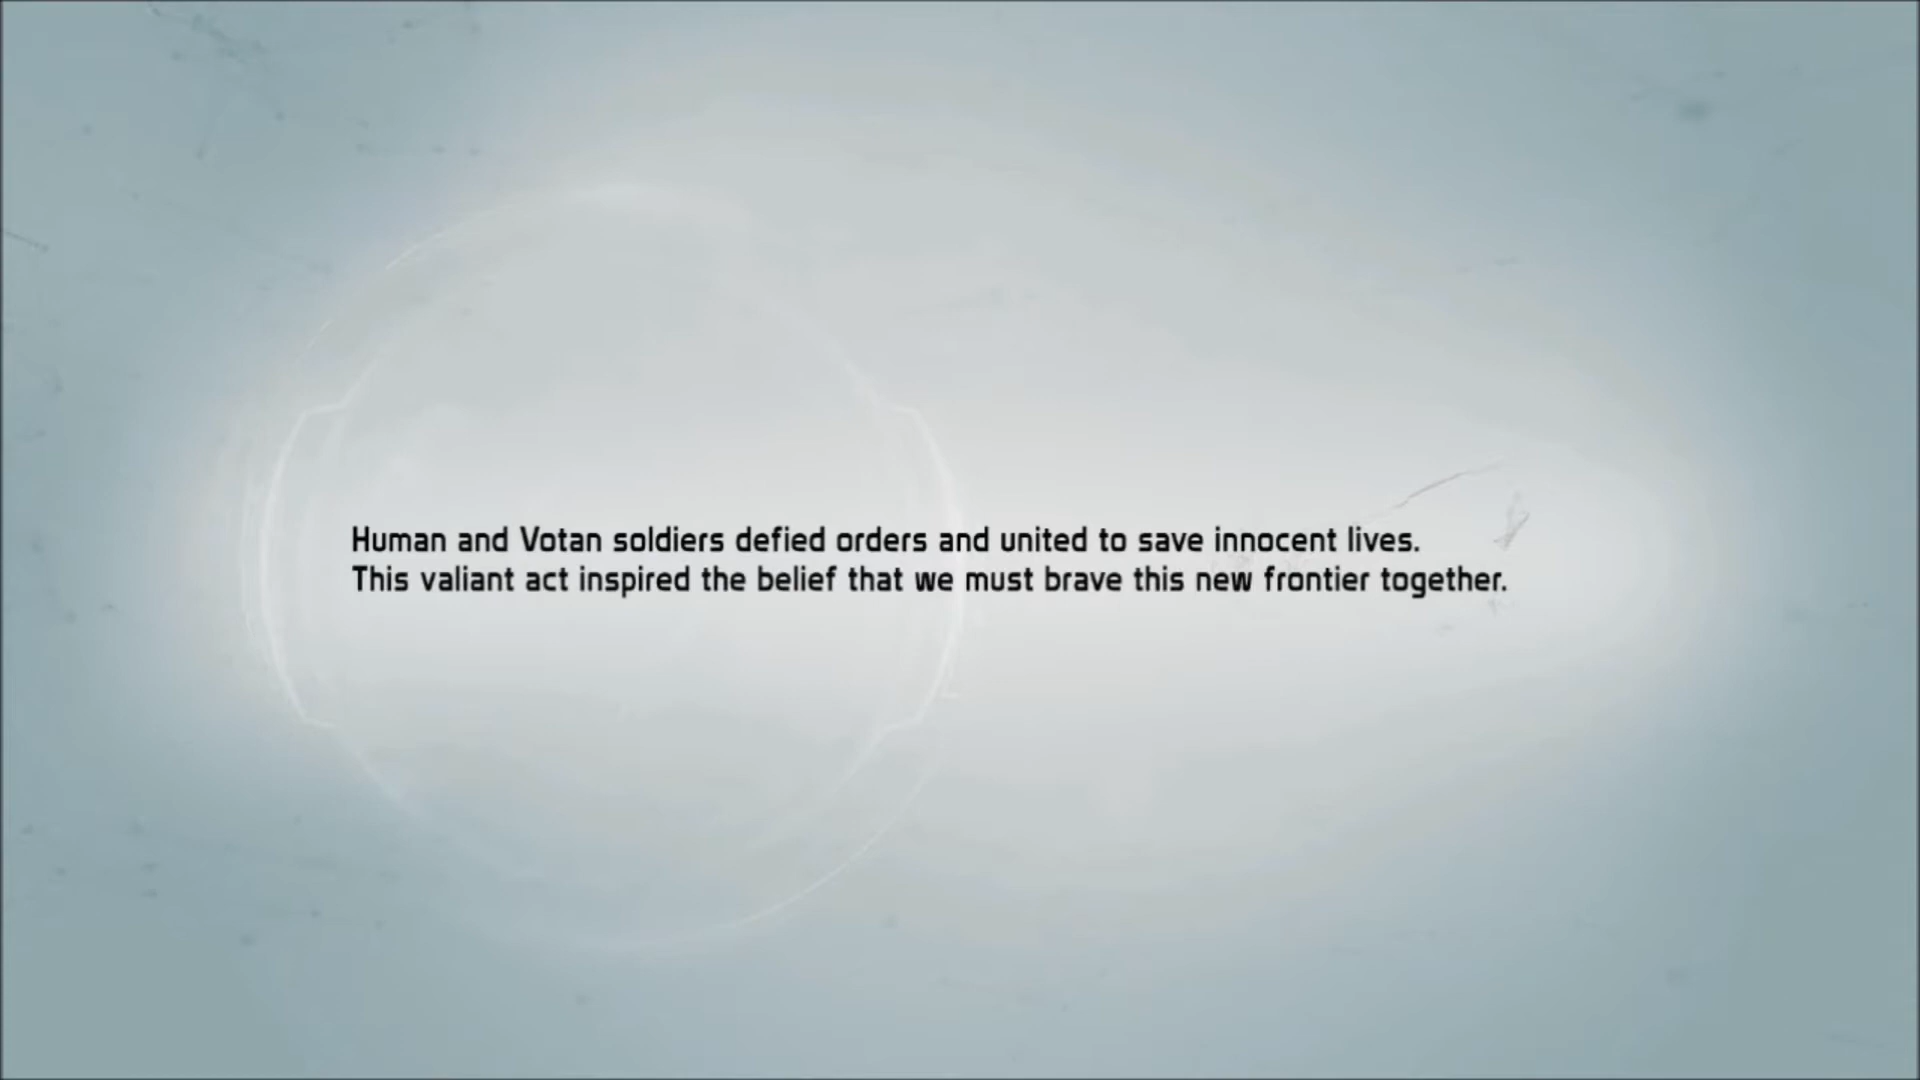 Human and Votan soldiers defied orders and united to save innocent lives.
This valiant act inspired the belief that we must brave this new frontier together.